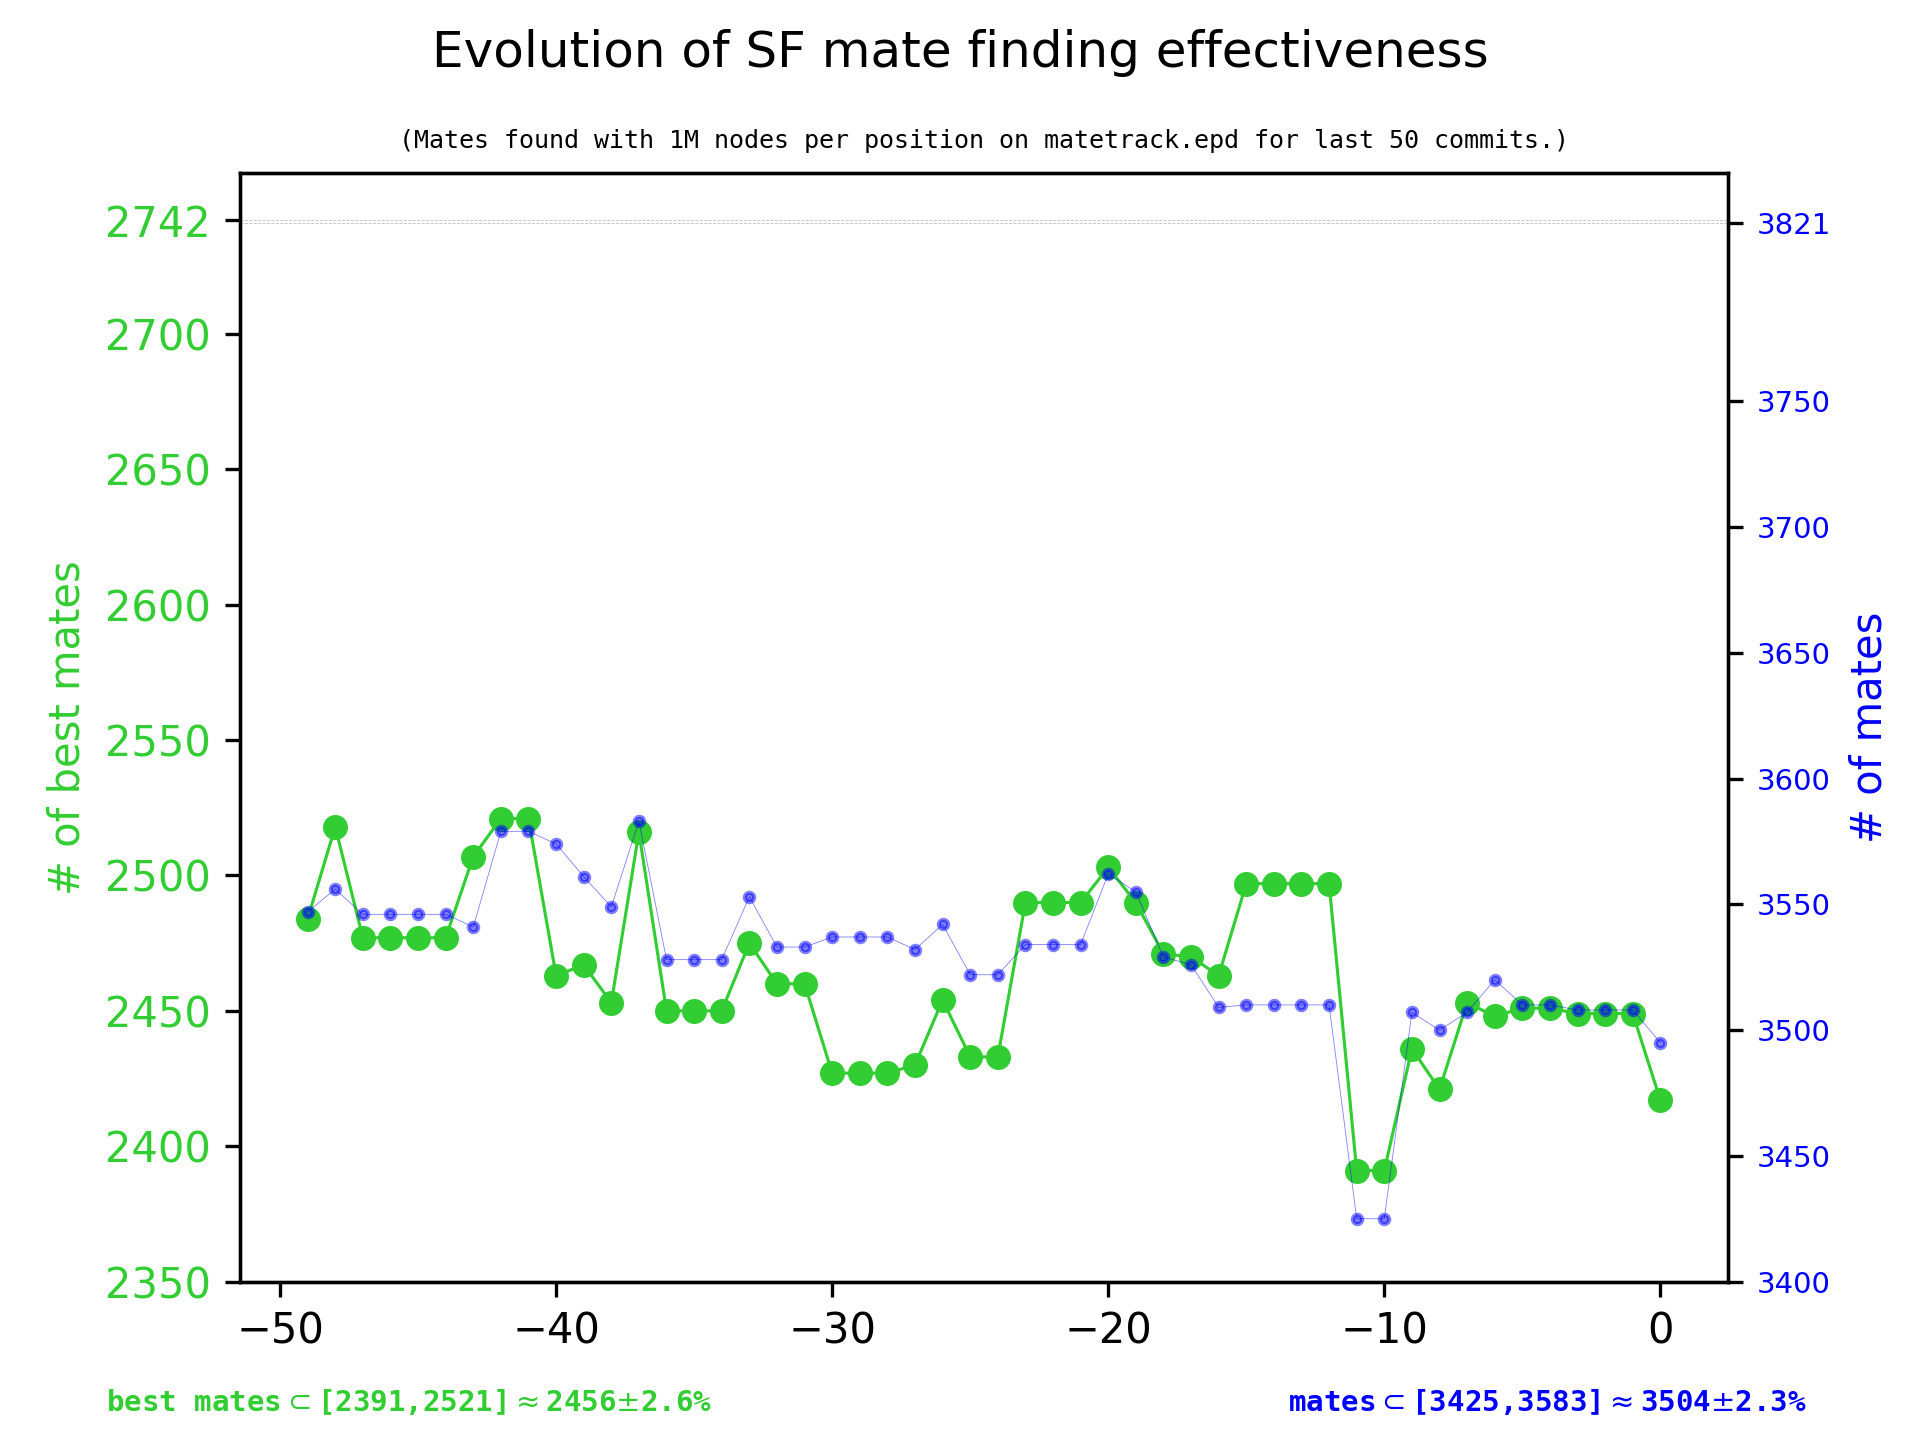 Evolution of SF mate finding effectiveness
(Mates found with 1M nodes per position on matetrack.epd for last 50 commits.)
# of best mates
2742
2700
2650
2600
2550
2500
2450
2400
2350
3821
3750
3700
3650
3600
3550
3500
3450
3400
# of mates
−50 −40 −30 −20 −10 0
best mates ⊂ [2391,2521] ≈ 2456±2.6%
mates ⊂ [3425,3583] ≈ 3504±2.3%